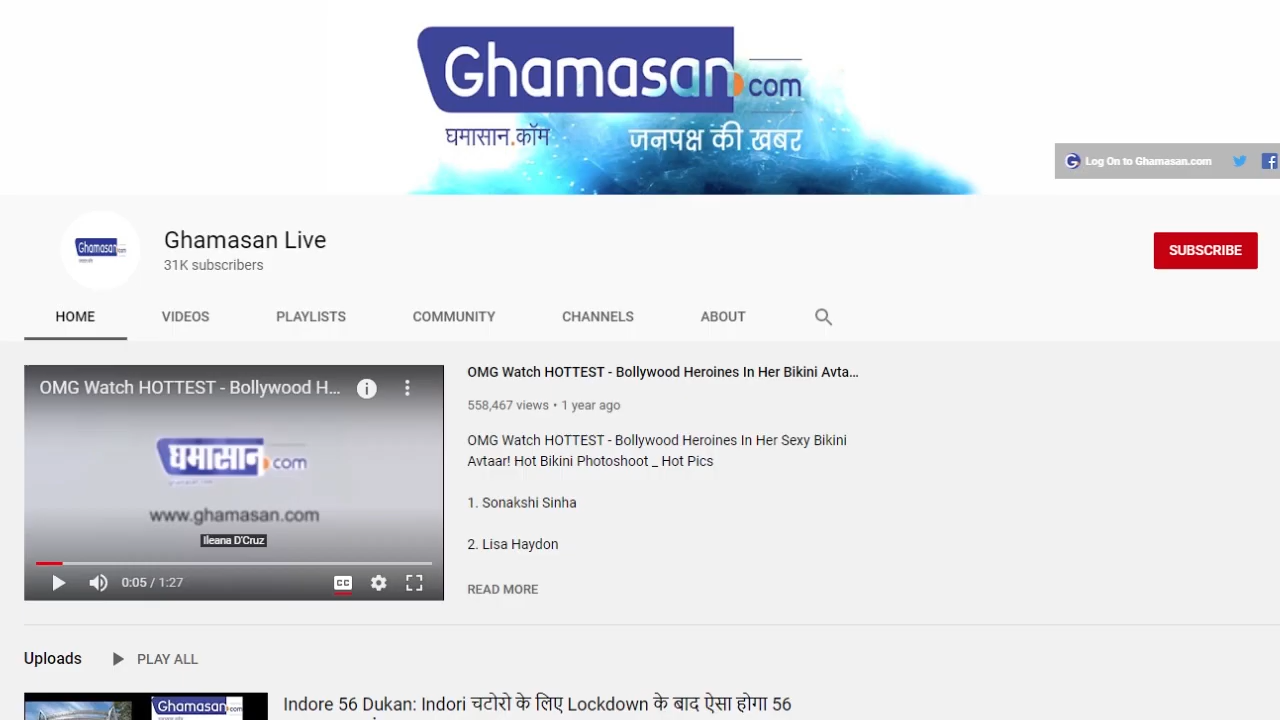 Ghamasan.com
घमासान.कॉम
जनपक्ष की खबर
Log On to Ghamasan.com
Ghamasan.com
Ghamasan Live
31K subscribers
SUBSCRIBE
HOME VIDEOS PLAYLISTS COMMUNITY CHANNELS ABOUT
OMG Watch HOTTEST - Bollywood H...
घमासान.com
www.ghamasan.com
Ileana D'Cruz
0:05 / 1:27
CC
OMG Watch HOTTEST - Bollywood Heroines In Her Bikini Avta...
558,467 views • 1 year ago
OMG Watch HOTTEST - Bollywood Heroines In Her Sexy Bikini
Avtaar! Hot Bikini Photoshoot _ Hot Pics
1. Sonakshi Sinha
2. Lisa Haydon
READ MORE
Uploads PLAY ALL
Ghamasan.com
Indore 56 Dukan: Indori चटोरो के लिए Lockdown के बाद ऐसा होगा 56